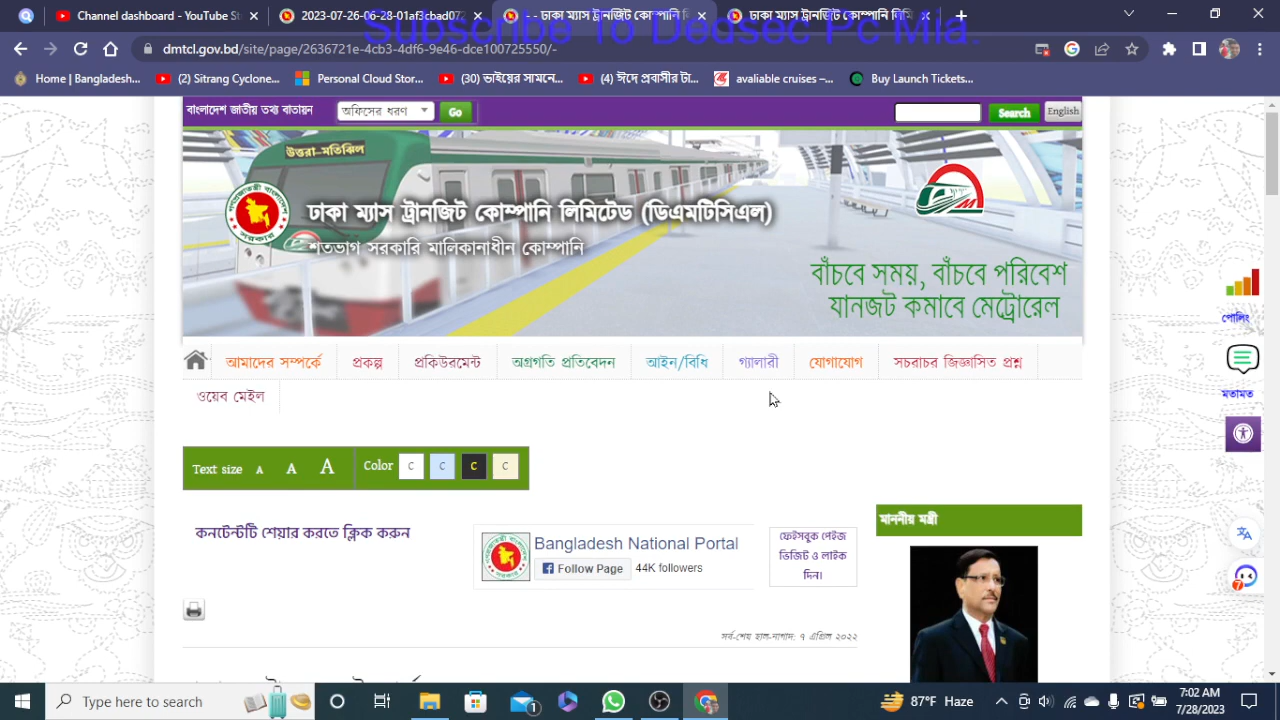 Channel dashboard - YouTube St
2023-06-26-08-28-Fcbad072
ঢাকা ম্যাস ট্রানজিট কোম্পানি লি
ঢাকা ম্যাস ট্রানজিট কোম্পানি লি
Subscribe To Dedsec Pc Mia.
dmtcl.gov.bd/site/page/2636721e-4cb3-4df6-9e46-dce100725550/-
Home | Bangladesh...
(2) Sitrang Cyclone...
Personal Cloud Stor...
(30) ভাইয়ের সামনে...
(4) ঈদে প্রবাসীর টা...
avaliable cruises –...
Buy Launch Tickets...
বাংলাদেশ জাতীয় তথ্য বাতায়ন
অফিসের ধরণ
Go
Search
English
উত্তরা-মতিঝিল
ঢাকা ম্যাস ট্রানজিট কোম্পানি লিমিটেড (ডিএমটিসিএল)
শতভাগ সরকারি মালিকানাধীন কোম্পানি
বাঁচবে সময়, বাঁচবে পরিবেশ
যানজট কমাবে মেট্রোরেল
আমাদের সম্পর্কে
প্রকল্প
প্রকিউরমেন্ট
অগ্রগতি প্রতিবেদন
আইন/বিধি
গ্যালারী
যোগাযোগ
সচরাচর জিজ্ঞাসিত প্রশ্ন
ওয়েব মেইল
পোলিং
মতামত
Text size A A A
Color C C C C
কনটেন্টটি শেয়ার করতে ক্লিক করুন
Bangladesh National Portal
Follow Page 44K followers
ফেইসবুক পেইজ
ভিজিট ও লাইক
দিন।
মাননীয় মন্ত্রী
সর্ব-শেষ হাল-নাগাদ: ৭ এপ্রিল ২০২২
7
Type here to search
1
87°F Haze
7:02 AM
7/28/2023